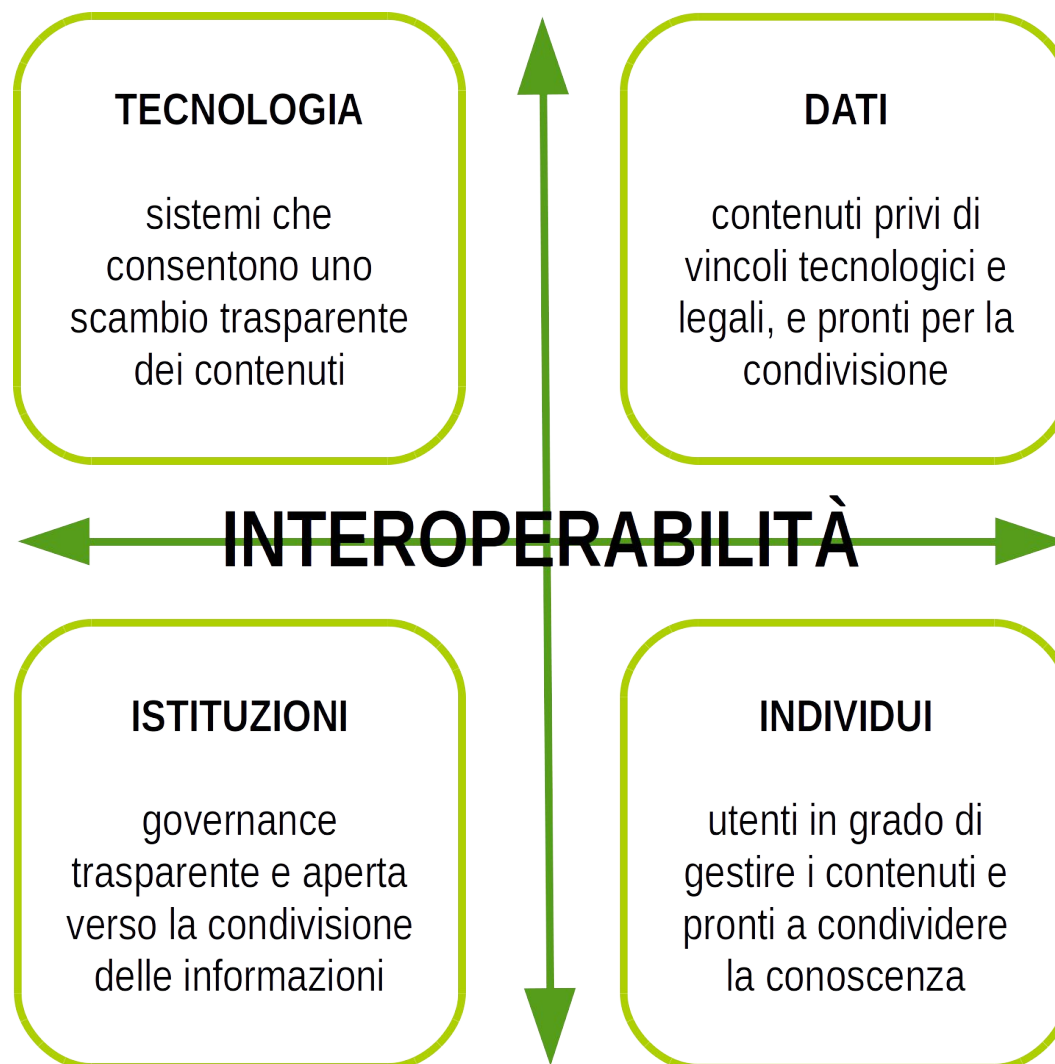 TECNOLOGIA
sistemi che
consentono uno
scambio trasparente
dei contenuti
DATI
contenuti privi di
vincoli tecnologici e
legali, e pronti per la
condivisione
INTEROPERABILITÀ
ISTITUZIONI
governance
trasparente e aperta
verso la condivisione
delle informazioni
INDIVIDUI
utenti in grado di
gestire i contenuti e
pronti a condividere
la conoscenza